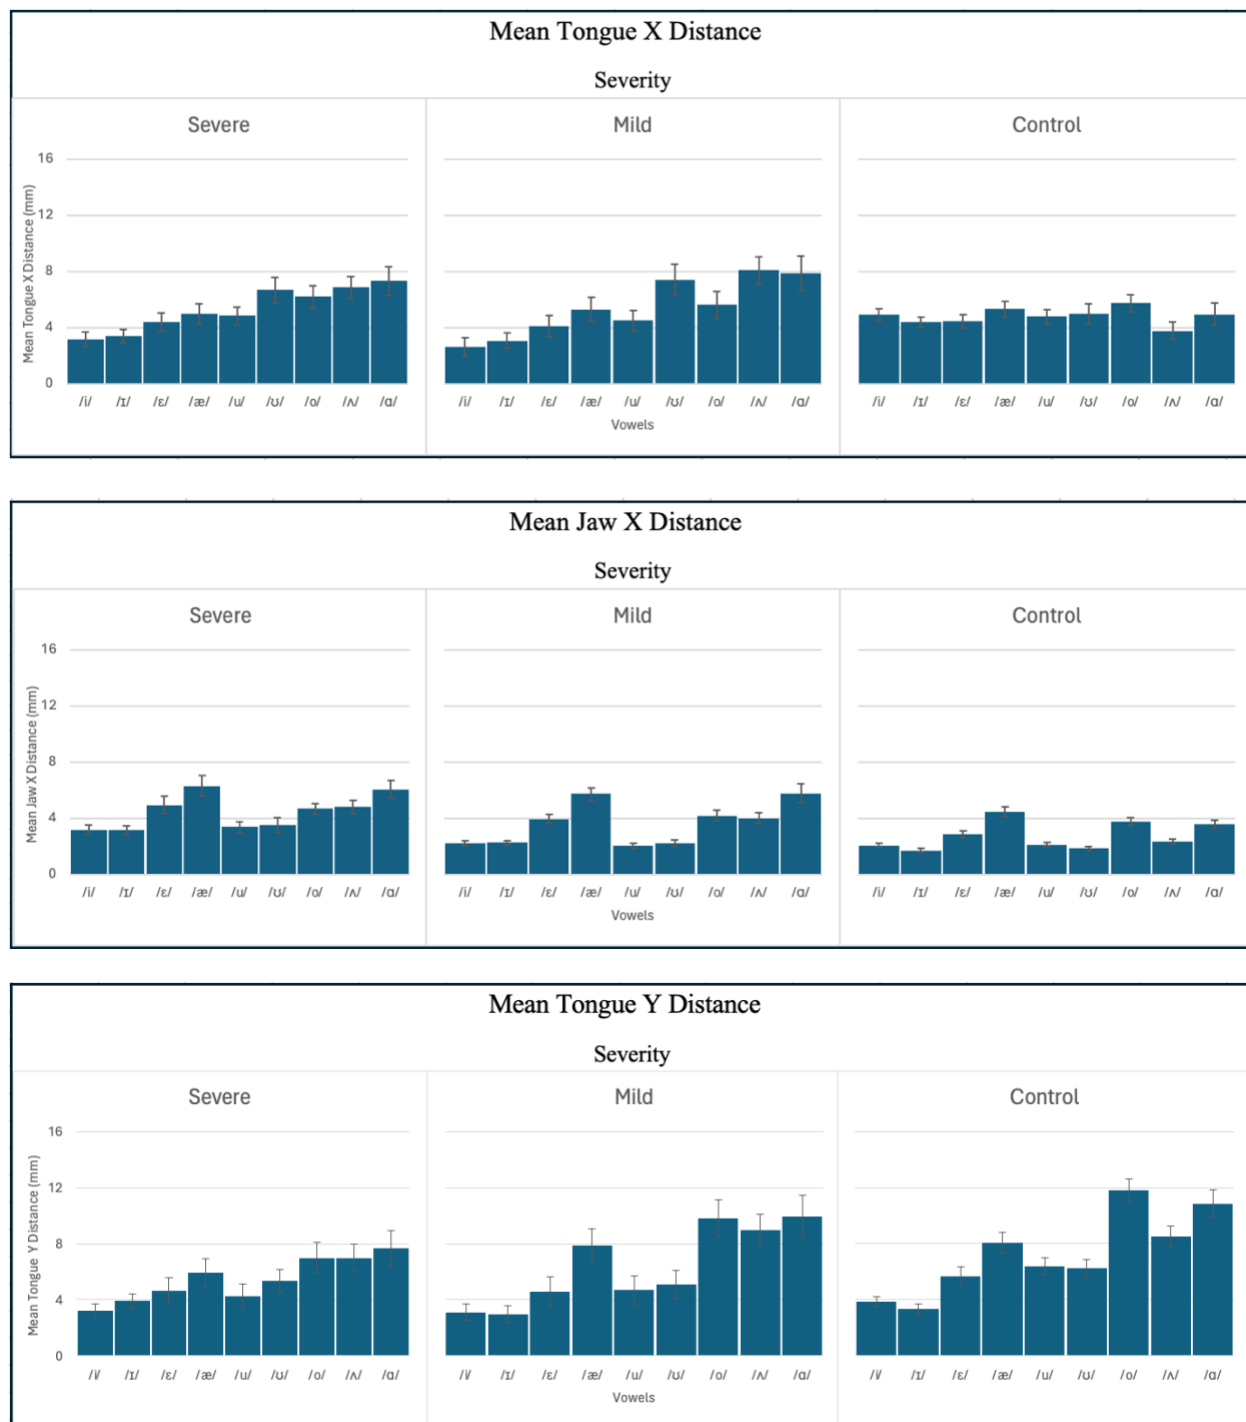 Mean Tongue X Distance
Severity
Severe
Mild
Control
Mean Tongue X Distance (mm)
16
12
8
4
0
/i/ /ɪ/ /ɛ/ /æ/ /u/ /ʊ/ /o/ /ʌ/ /ɑ/
/i/ /ɪ/ /ɛ/ /æ/ /u/ /ʊ/ /o/ /ʌ/ /ɑ/
/i/ /ɪ/ /ɛ/ /æ/ /u/ /ʊ/ /o/ /ʌ/ /ɑ/
Vowels
Mean Jaw X Distance
Severity
Severe
Mild
Control
Mean Jaw X Distance (mm)
16
12
8
4
0
/i/ /ɪ/ /ɛ/ /æ/ /u/ /ʊ/ /o/ /ʌ/ /ɑ/
/i/ /ɪ/ /ɛ/ /æ/ /u/ /ʊ/ /o/ /ʌ/ /ɑ/
/i/ /ɪ/ /ɛ/ /æ/ /u/ /ʊ/ /o/ /ʌ/ /ɑ/
Vowels
Mean Tongue Y Distance
Severity
Severe
Mild
Control
Mean Tongue Y Distance (mm)
16
12
8
4
0
/i/ /ɪ/ /ɛ/ /æ/ /u/ /ʊ/ /o/ /ʌ/ /ɑ/
/i/ /ɪ/ /ɛ/ /æ/ /u/ /ʊ/ /o/ /ʌ/ /ɑ/
/i/ /ɪ/ /ɛ/ /æ/ /u/ /ʊ/ /o/ /ʌ/ /ɑ/
Vowels